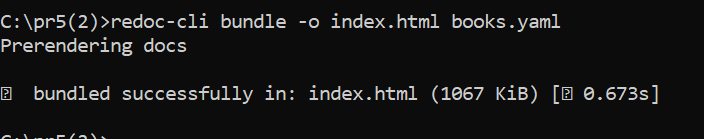 C:\pr5(2)>redoc-cli bundle -o index.html books.yaml
Prerendering docs
bundled successfully in: index.html (1067 KiB) [ 0.673s]
C:\pr5(2)>